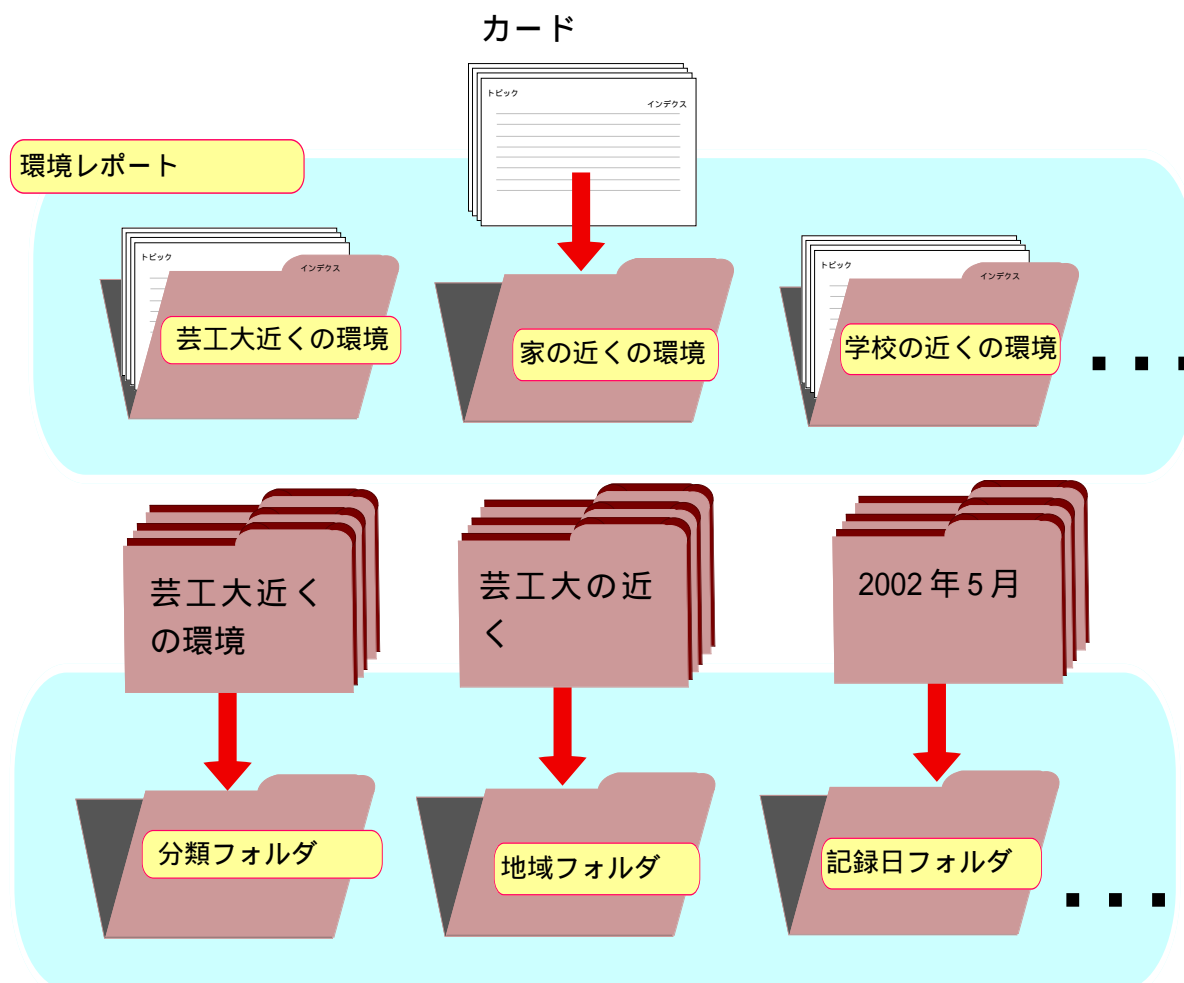 カード
トピック
インデクス
環境レポート
トピック
インデクス
芸工大近くの環境
家の近くの環境
トピック
インデクス
学校の近くの環境
芸工大近く
の環境
芸工大の近
く
2002年5月
分類フォルダ
地域フォルダ
記録日フォルダ